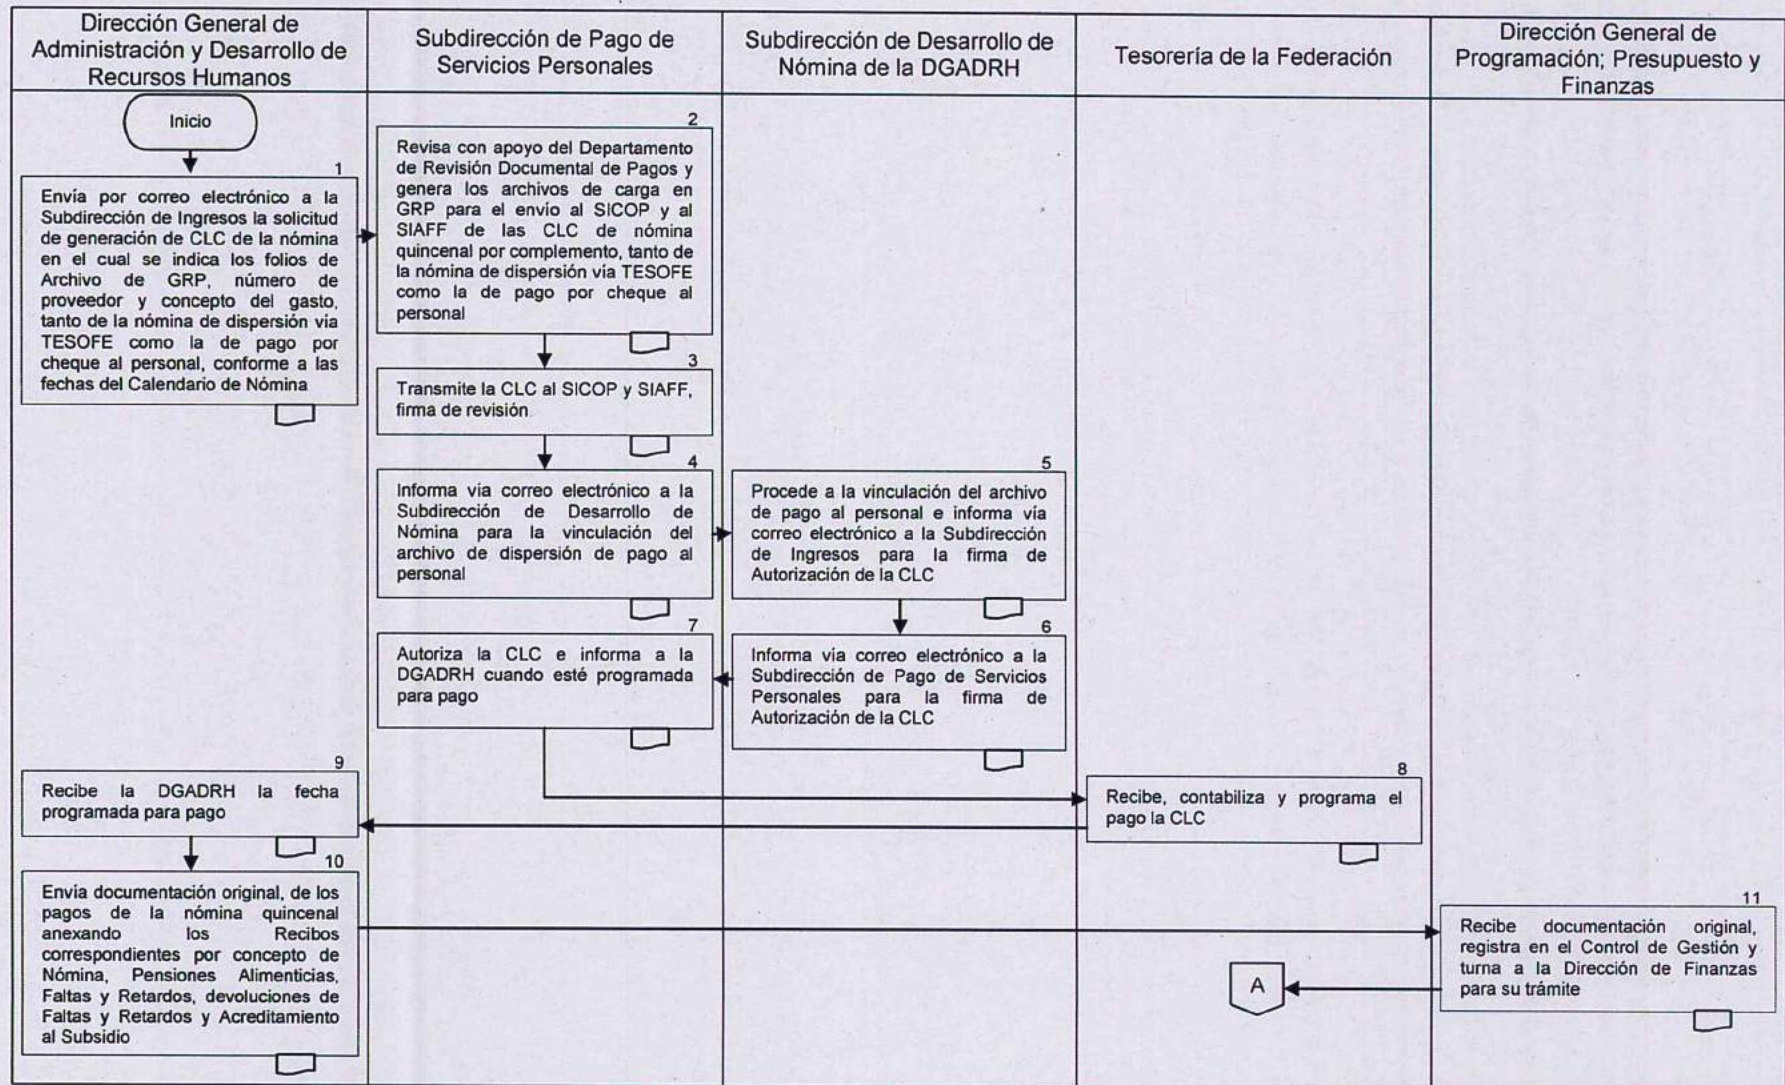 Dirección General de
Administración y Desarrollo de
Recursos Humanos
Subdirección de Pago de
Servicios Personales
Subdirección de Desarrollo de
Nómina de la DGADRH
Tesorería de la Federación
Dirección General de
Programación; Presupuesto y
Finanzas
Inicio
1
Envía por correo electrónico a la
Subdirección de Ingresos la solicitud
de generación de CLC de la nómina
en el cual se indica los folios de
Archivo de GRP, número de
proveedor y concepto del gasto,
tanto de la nómina de dispersión vía
TESOFE como la de pago por
cheque al personal, conforme a las
fechas del Calendario de Nómina
2
Revisa con apoyo del Departamento
de Revisión Documental de Pagos y
genera los archivos de carga en
GRP para el envío al SICOP y al
SIAFF de las CLC de nómina
quincenal por complemento, tanto de
la nómina de dispersión vía TESOFE
como la de pago por cheque al
personal
3
Transmite la CLC al SICOP y SIAFF,
firma de revisión
4
Informa via correo electrónico a la
Subdirección de Desarrollo de
Nómina para la vinculación del
archivo de dispersión de pago al
personal
5
Procede a la vinculación del archivo
de pago al personal e informa vía
correo electrónico a la Subdirección
de Ingresos para la firma de
Autorización de la CLC
6
Informa via correo electrónico a la
Subdirección de Pago de Servicios
Personales para la firma de
Autorización de la CLC
7
Autoriza la CLC e informa a la
DGADRH cuando esté programada
para pago
8
Recibe, contabiliza y programa el
pago la CLC
9
Recibe la DGADRH la fecha
programada para pago
10
Envía documentación original, de los
pagos de la nómina quincenal
anexando los Recibos
correspondientes por concepto de
Nómina, Pensiones Alimenticias,
Faltas y Retardos, devoluciones de
Faltas y Retardos y Acreditamiento
al Subsidio
11
Recibe documentación original,
registra en el Control de Gestión y
turna a la Dirección de Finanzas
para su trámite
A